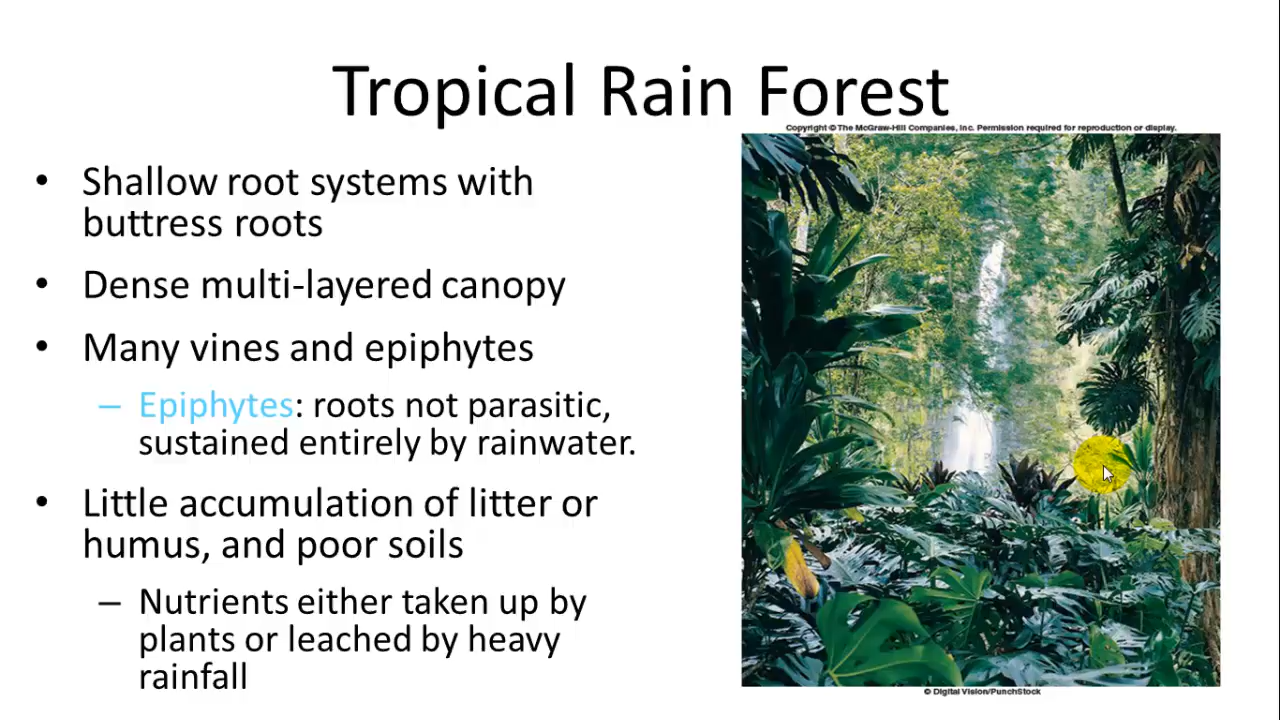 Tropical Rain Forest
Copyright © The McGraw-Hill Companies, Inc. Permission required for reproduction or display.
• Shallow root systems with
buttress roots
• Dense multi-layered canopy
• Many vines and epiphytes
– Epiphytes: roots not parasitic,
sustained entirely by rainwater.
• Little accumulation of litter or
humus, and poor soils
– Nutrients either taken up by
plants or leached by heavy
rainfall
© Digital Vision/PunchStock